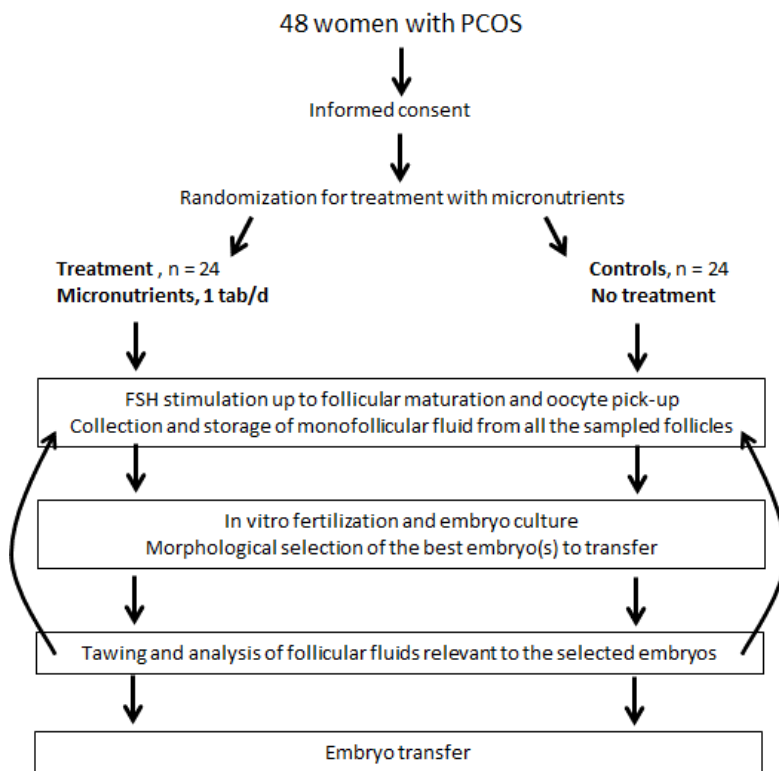 48 women with PCOS
Informed consent
Randomization for treatment with micronutrients
Treatment , n = 24
Micronutrients, 1 tab/d
Controls, n = 24
No treatment
FSH stimulation up to follicular maturation and oocyte pick-up
Collection and storage of monofollicular fluid from all the sampled follicles
In vitro fertilization and embryo culture
Morphological selection of the best embryo(s) to transfer
Tawing and analysis of follicular fluids relevant to the selected embryos
Embryo transfer